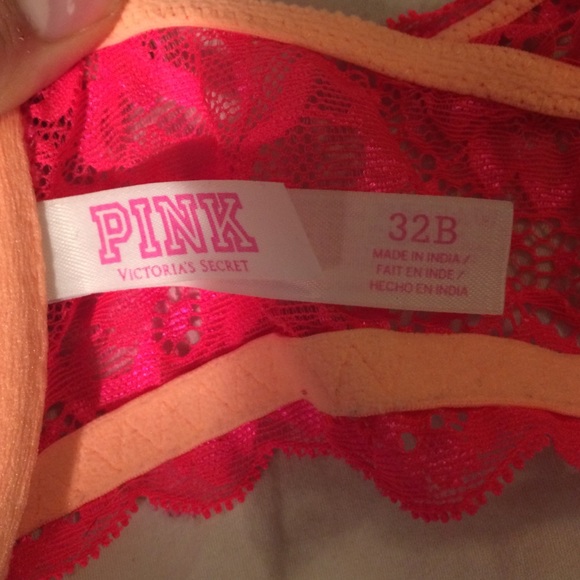 PINK
VICTORIA'S SECRET
32B
MADE IN INDIA /
FAIT EN INDE /
HECHO EN INDIA